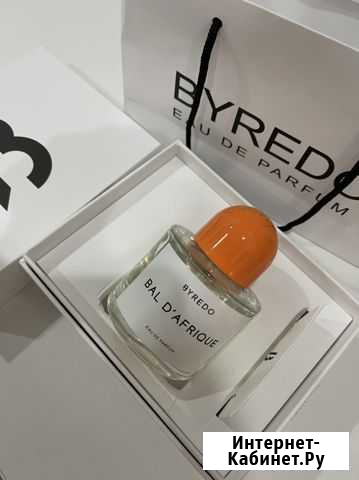 B
BYREDO
EAU DE PARFUM
BYREDO
BAL D'AFRIQUE
EAU DE PARFUM
Интернет-
Кабинет.Ру